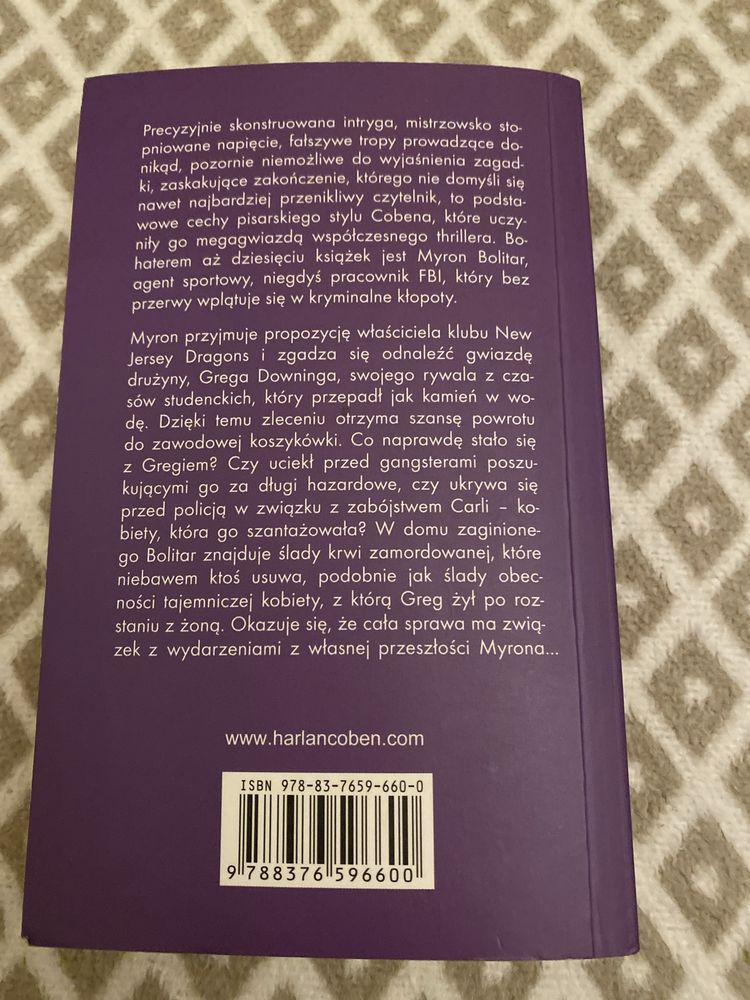 Precyzyjnie skonstruowana intryga, mistrzowsko sto-
pniowane napięcie, fałszywe tropy prowadzące do-
nikąd, pozornie niemożliwe do wyjaśnienia zagad-
ki, zaskakujące zakończenie, którego nie domyśli się
nawet najbardziej przenikliwy czytelnik, to podsta-
wowe cechy pisarskiego stylu Cobena, które uczy-
niły go megagwiazdą współczesnego thrillera. Bo-
haterem aż dziesięciu książek jest Myron Bolitar,
agent sportowy, niegdyś pracownik FBI, który bez
przerwy wplątuje się w kryminalne kłopoty.
Myron przyjmuje propozycję właściciela klubu New
Jersey Dragons i zgadza się odnaleźć gwiazdę
drużyny, Grega Downinga, swojego rywala z cza-
sów studenckich, który przepadł jak kamień w wo-
dę. Dzięki temu zleceniu otrzyma szansę powrotu
do zawodowej koszykówki. Co naprawdę stało się
z Gregiem? Czy uciekł przed gangsterami poszu-
kującymi go za długi hazardowe, czy ukrywa się
przed policją w związku z zabójstwem Carli – ko-
biety, która go szantażowała? W domu zaginione-
go Bolitar znajduje ślady krwi zamordowanej, które
niebawem ktoś usuwa, podobnie jak ślady obec-
ności tajemniczej kobiety, z którą Greg żył po roz-
staniu z żoną. Okazuje się, że cała sprawa ma zwią-
zek z wydarzeniami z własnej przeszłości Myrona...
www.harlancoben.com
ISBN 978-83-7659-660-0
9 788376 596600